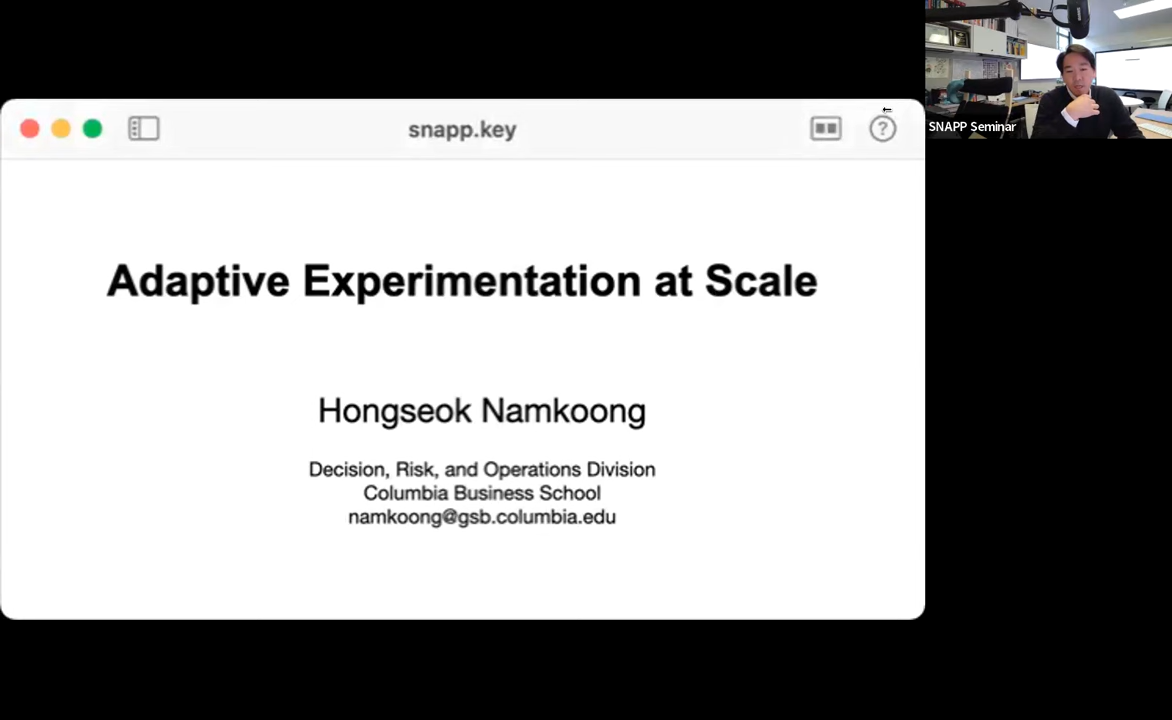 snapp.key
?
SNAPP Seminar
Adaptive Experimentation at Scale
Hongseok Namkoong
Decision, Risk, and Operations Division
Columbia Business School
namkoong@gsb.columbia.edu